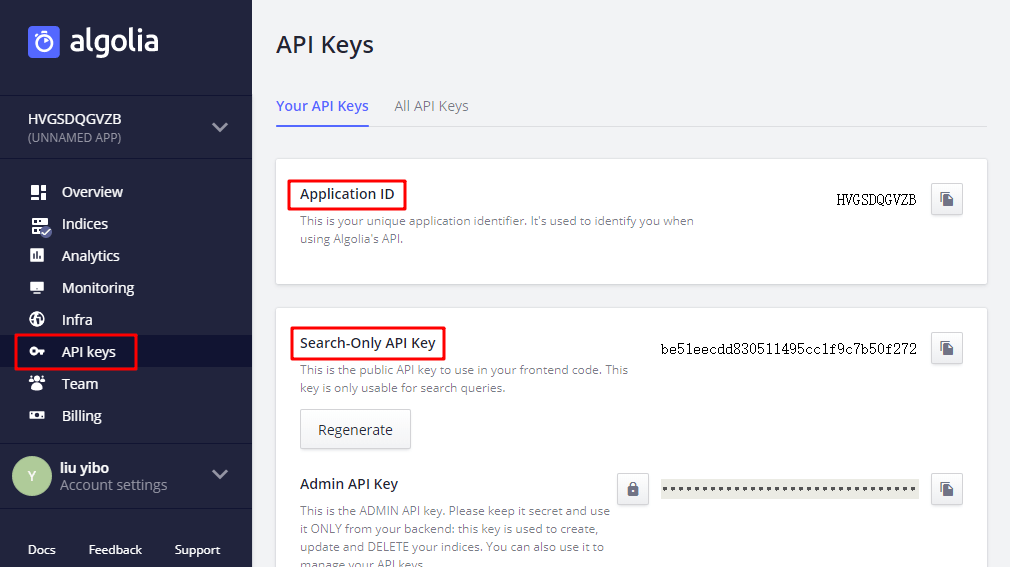 algolia
HVGSDQGVZB
(UNNAMED APP)
Overview
Indices
Analytics
Monitoring
Infra
API keys
Team
Billing
Y
liu yibo
Account settings
Docs Feedback Support
API Keys
Your API Keys All API Keys
Application ID
HVGSDQGVZB
This is your unique application identifier. It's used to identify you when
using Algolia's API.
Search-Only API Key
be51eecdd830511495cc1f9c7b50f272
This is the public API key to use in your frontend code. This
key is only usable for search queries.
Regenerate
Admin API Key
This is the ADMIN API key. Please keep it secret and use
it ONLY from your backend: this key is used to create,
update and DELETE your indices. You can also use it to
manage your API keys.